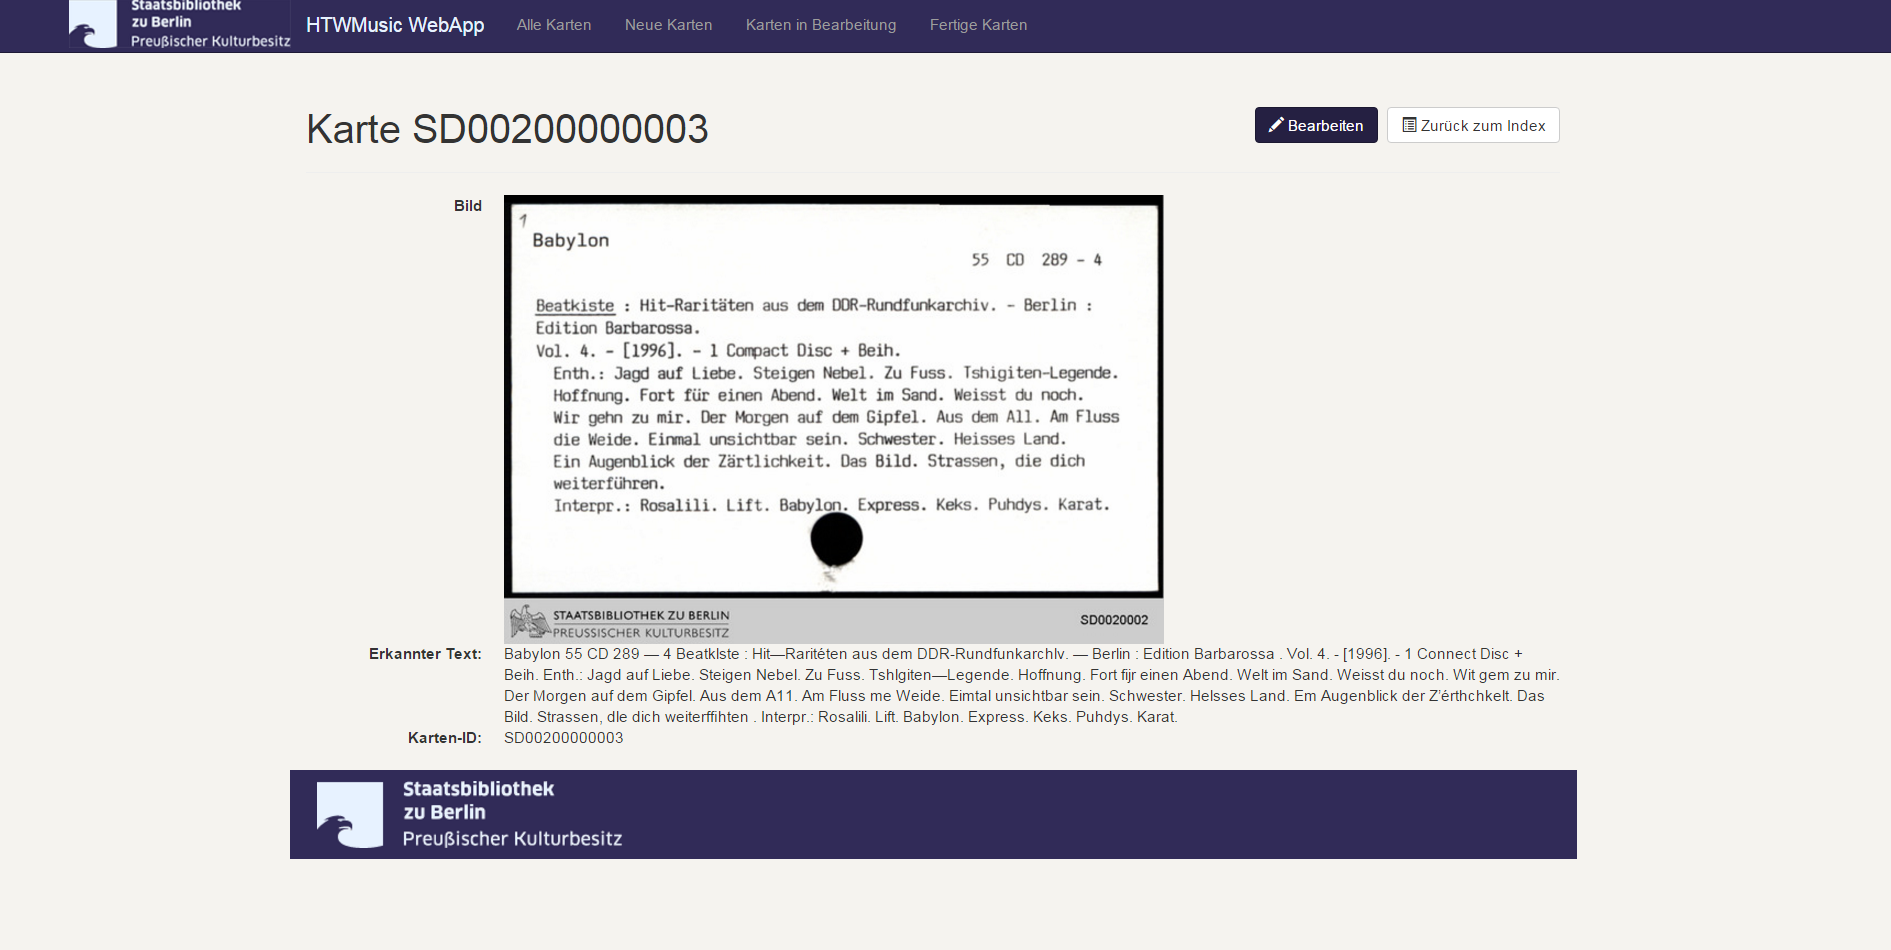 Staatsbibliothek
zu Berlin
Preußischer Kulturbesitz
HTWMusic WebApp
Alle Karten
Neue Karten
Karten in Bearbeitung
Fertige Karten
Karte SD00200000003
Bearbeiten
Zurück zum Index
Bild
1
Babylon
55 CD 289 - 4
Beatkiste : Hit-Raritäten aus dem DDR-Rundfunkarchiv. - Berlin :
Edition Barbarossa.
Vol. 4. - [1996]. - 1 Compact Disc + Beih.
Enth.: Jagd auf Liebe. Steigen Nebel. Zu Fuss. Tshigiten-Legende.
Hoffnung. Fort für einen Abend. Welt im Sand. Weisst du noch.
Wir gehn zu mir. Der Morgen auf dem Gipfel. Aus dem All. Am Fluss
die Weide. Einmal unsichtbar sein. Schwester. Heisses Land.
Ein Augenblick der Zärtlichkeit. Das Bild. Strassen, die dich
weiterführen.
Interpr.: Rosalili. Lift. Babylon. Express. Keks. Puhdys. Karat.
STAATSBIBLIOTHEK ZU BERLIN
PREUSSISCHER KULTURBESITZ
SD0020002
Erkannter Text:
Babylon 55 CD 289 — 4 Beatklste : Hit—Raritéten aus dem DDR-Rundfunkarchlv. — Berlin : Edition Barbarossa . Vol. 4. - [1996]. - 1 Connect Disc +
Beih. Enth.: Jagd auf Liebe. Steigen Nebel. Zu Fuss. Tshlgiten—Legende. Hoffnung. Fort fijr einen Abend. Welt im Sand. Weisst du noch. Wit gem zu mir.
Der Morgen auf dem Gipfel. Aus dem A11. Am Fluss me Weide. Eimtal unsichtbar sein. Schwester. Helsses Land. Em Augenblick der Z'érthchkelt. Das
Bild. Strassen, dle dich weiterffihten . Interpr.: Rosalili. Lift. Babylon. Express. Keks. Puhdys. Karat.
Karten-ID:
SD00200000003
Staatsbibliothek
zu Berlin
Preußischer Kulturbesitz